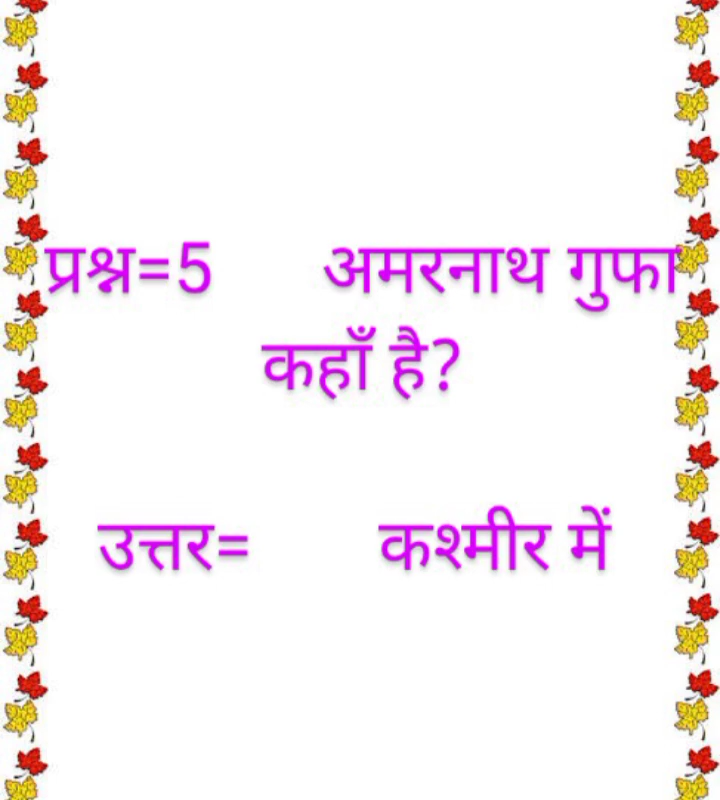 प्रश्न=5 अमरनाथ गुफा
कहाँ है?
उत्तर= कश्मीर में